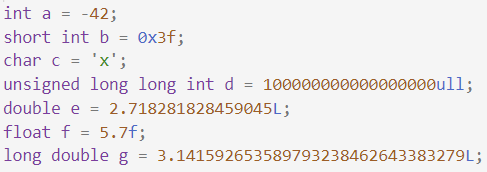 int a = -42;
short int b = 0x3f;
char c = 'x';
unsigned long long int d = 100000000000000000ull;
double e = 2.718281828459045L;
float f = 5.7f;
long double g = 3.141592653589793238462643383279L;